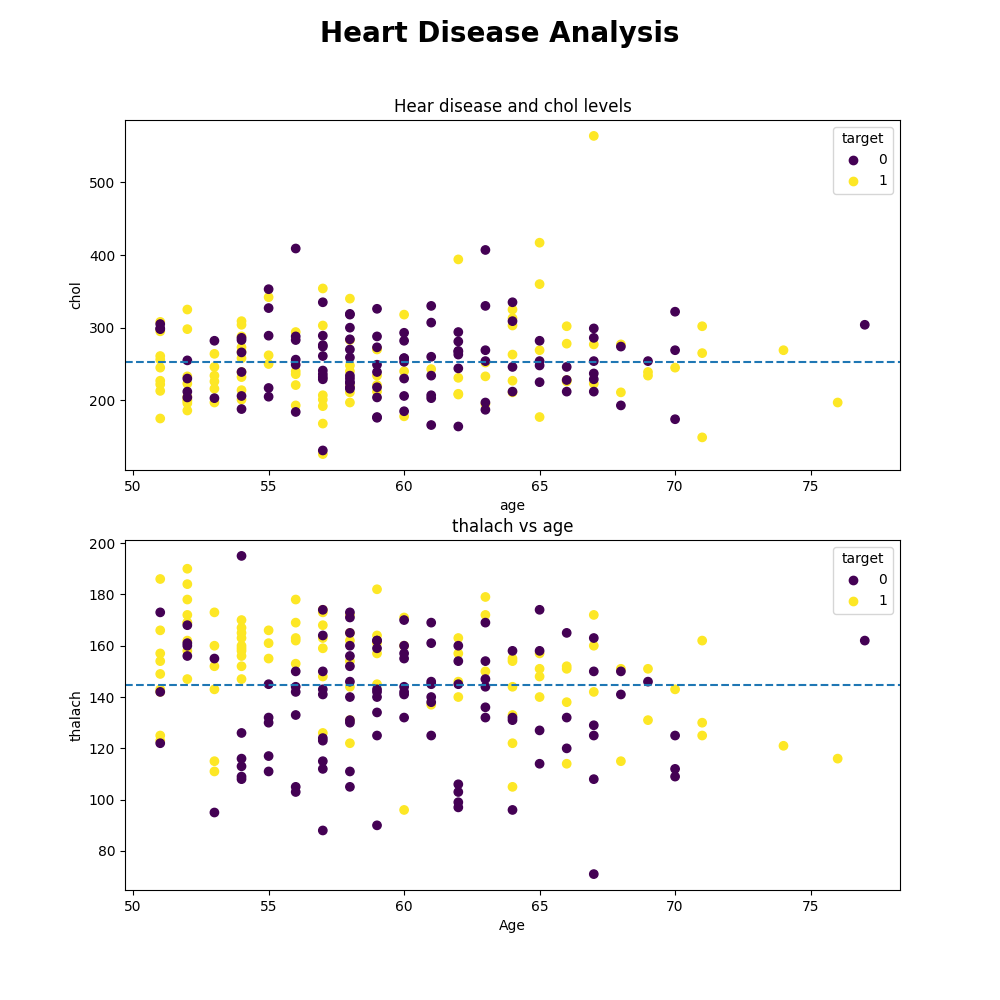 Heart Disease Analysis
Hear disease and chol levels
target
0
1
500
400
300
200
chol
50 55 60 65 70 75
age
thalach vs age
target
0
1
200
180
160
140
120
100
80
thalach
50 55 60 65 70 75
Age